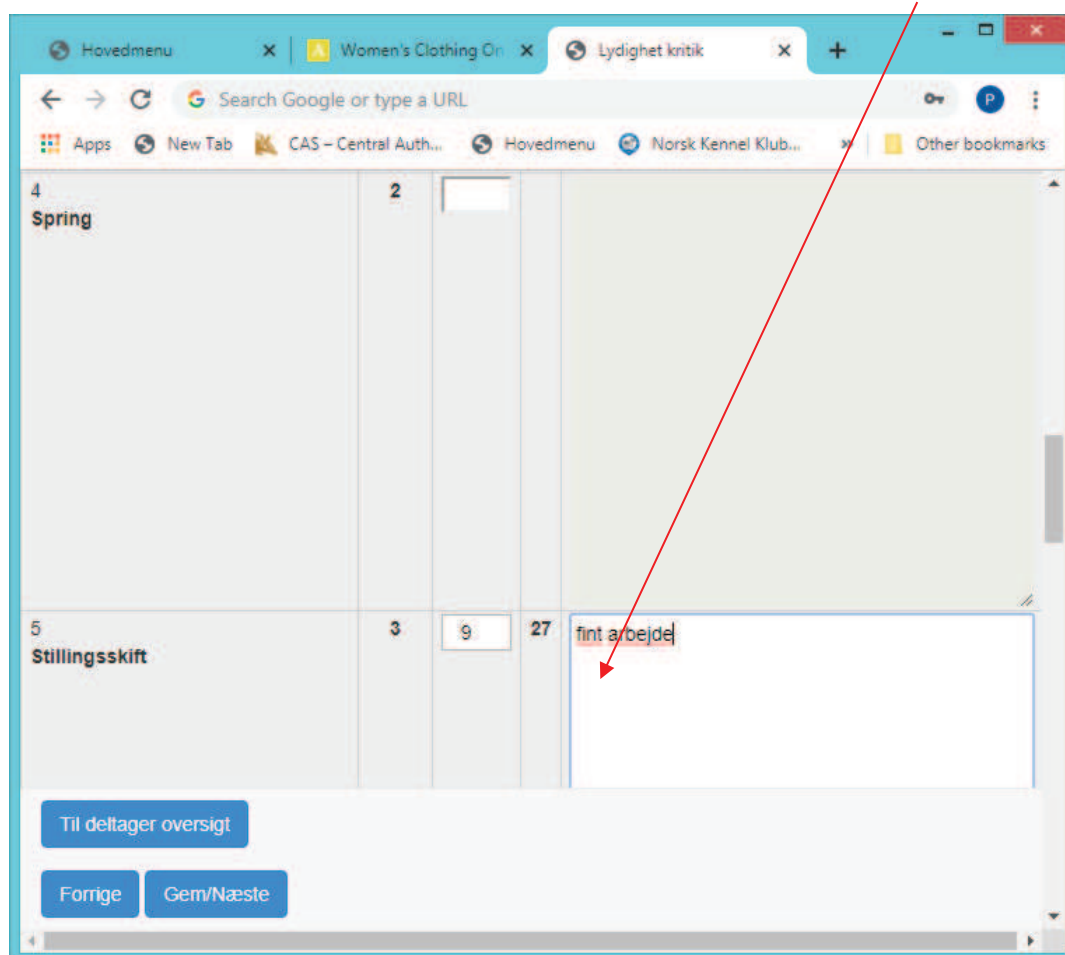 Hovedmenu Women's Clothing On Lydighet kritik
Search Google or type a URL P
Apps New Tab CAS – Central Auth... Hovedmenu Norsk Kennel Klub... » Other bookmarks
4 2
Spring
5 3 9 27 fint arbejde
Stillingsskift
Til deltager oversigt
Forrige Gem/Næste